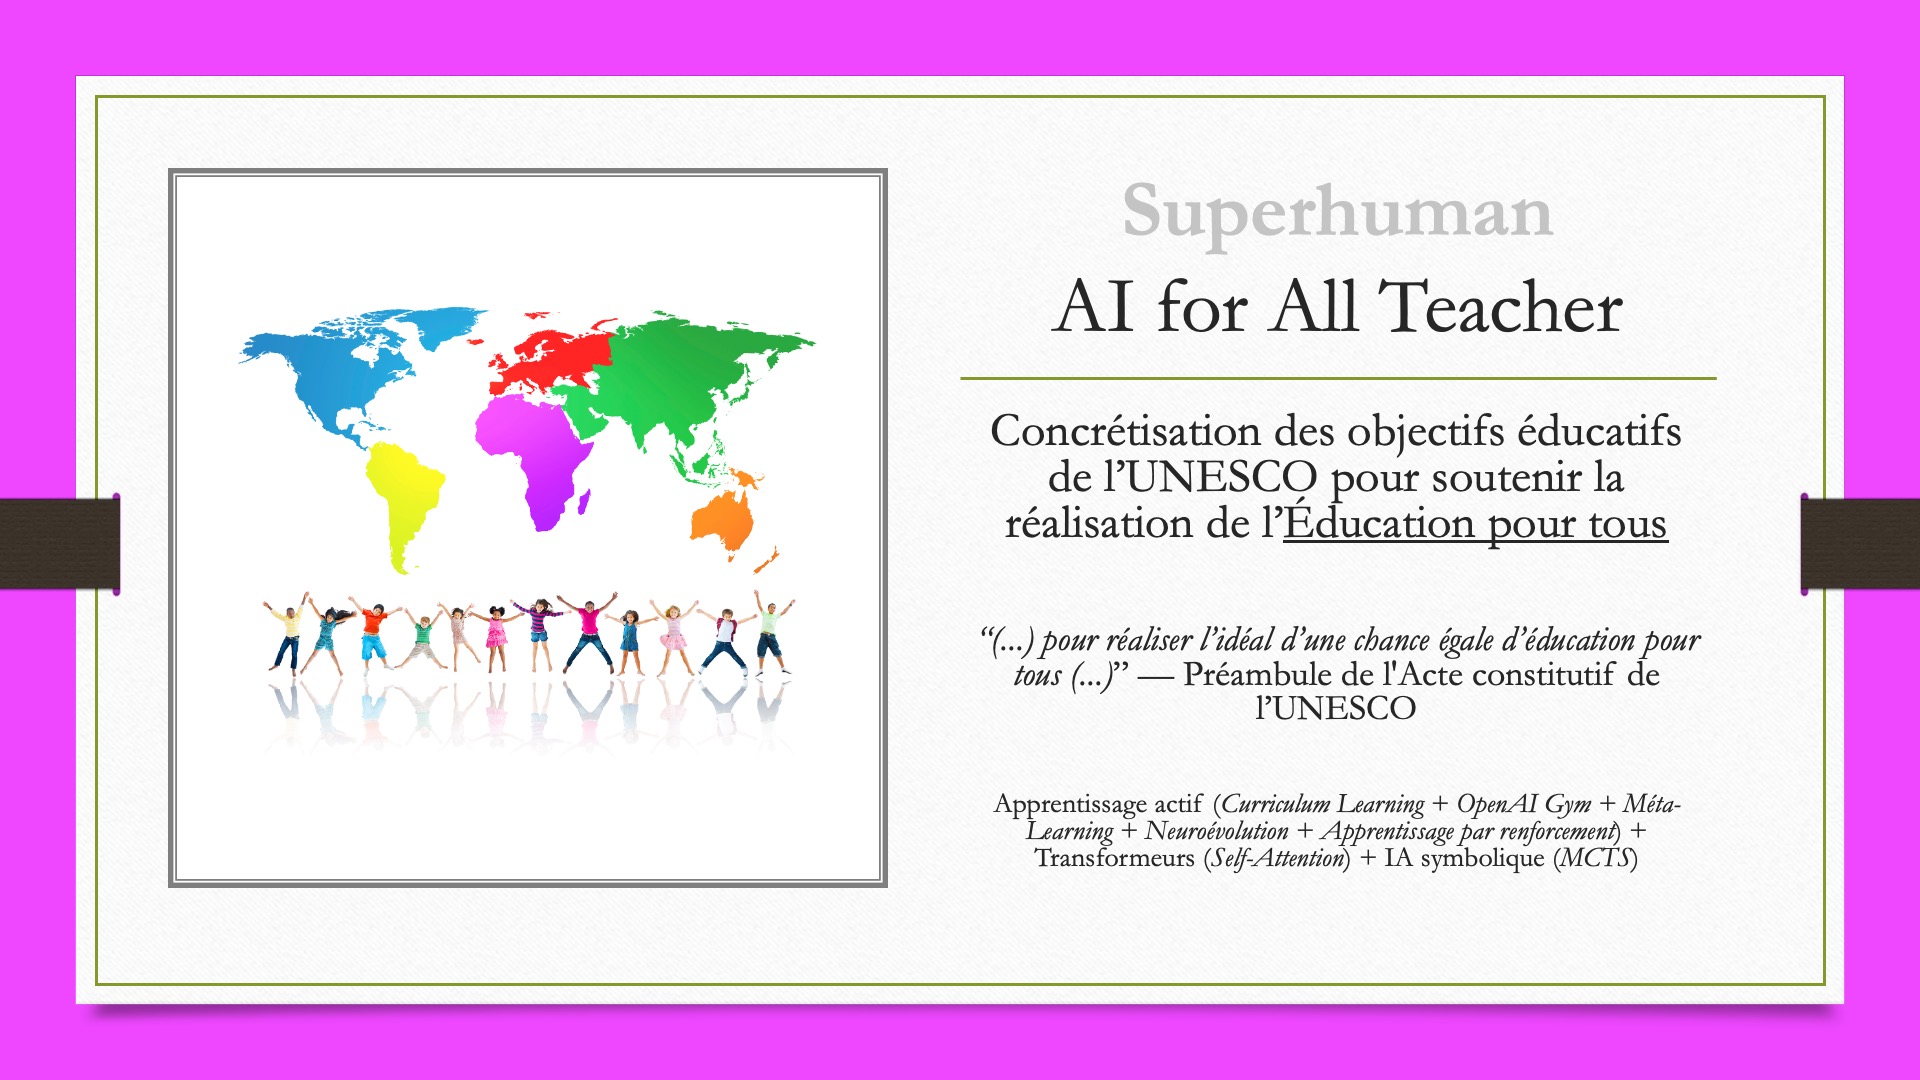 Superhuman
AI for All Teacher
Concrétisation des objectifs éducatifs
de l’UNESCO pour soutenir la
réalisation de l’Éducation pour tous
“(...) pour réaliser l’idéal d’une chance égale d’éducation pour
tous (...)” — Préambule de l'Acte constitutif de
l’UNESCO
Apprentissage actif (Curriculum Learning + OpenAI Gym + Méta-
Learning + Neuroévolution + Apprentissage par renforcement) +
Transformeurs (Self-Attention) + IA symbolique (MCTS)